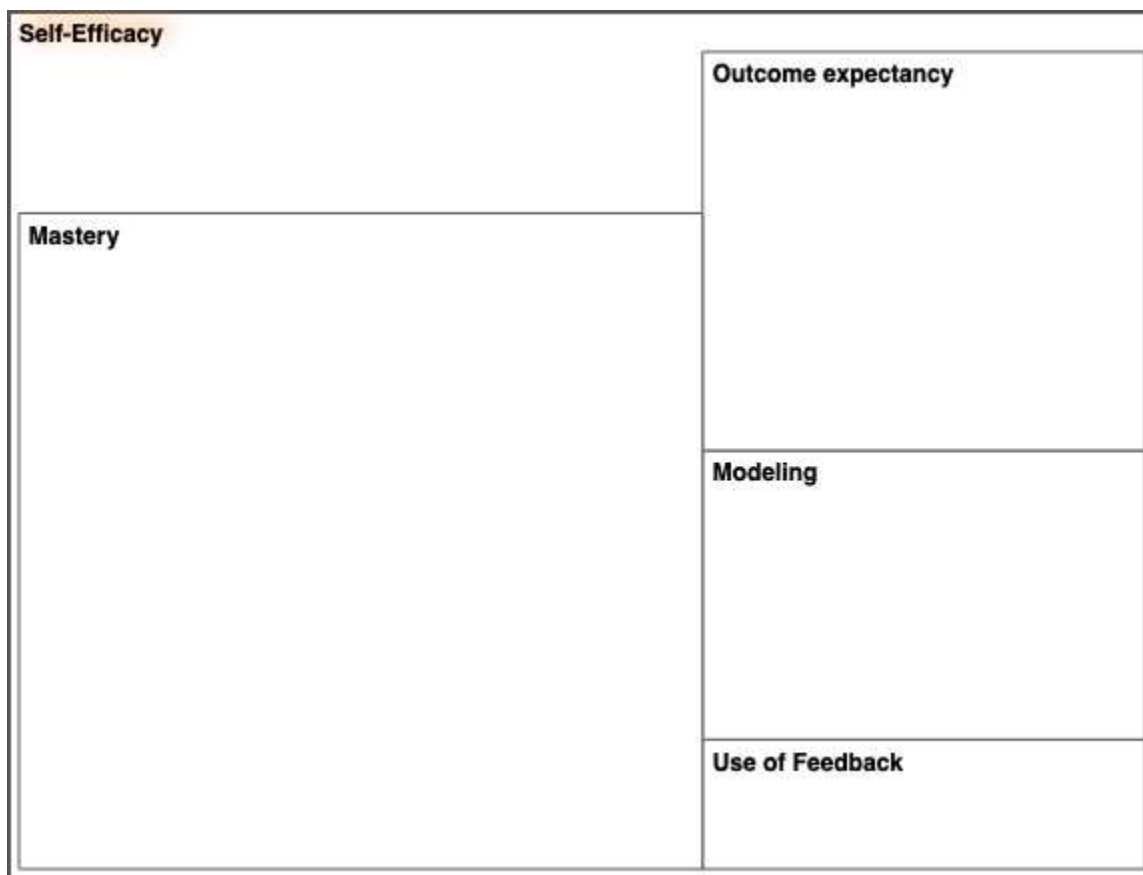 Self-Efficacy
Outcome expectancy
Mastery
Modeling
Use of Feedback